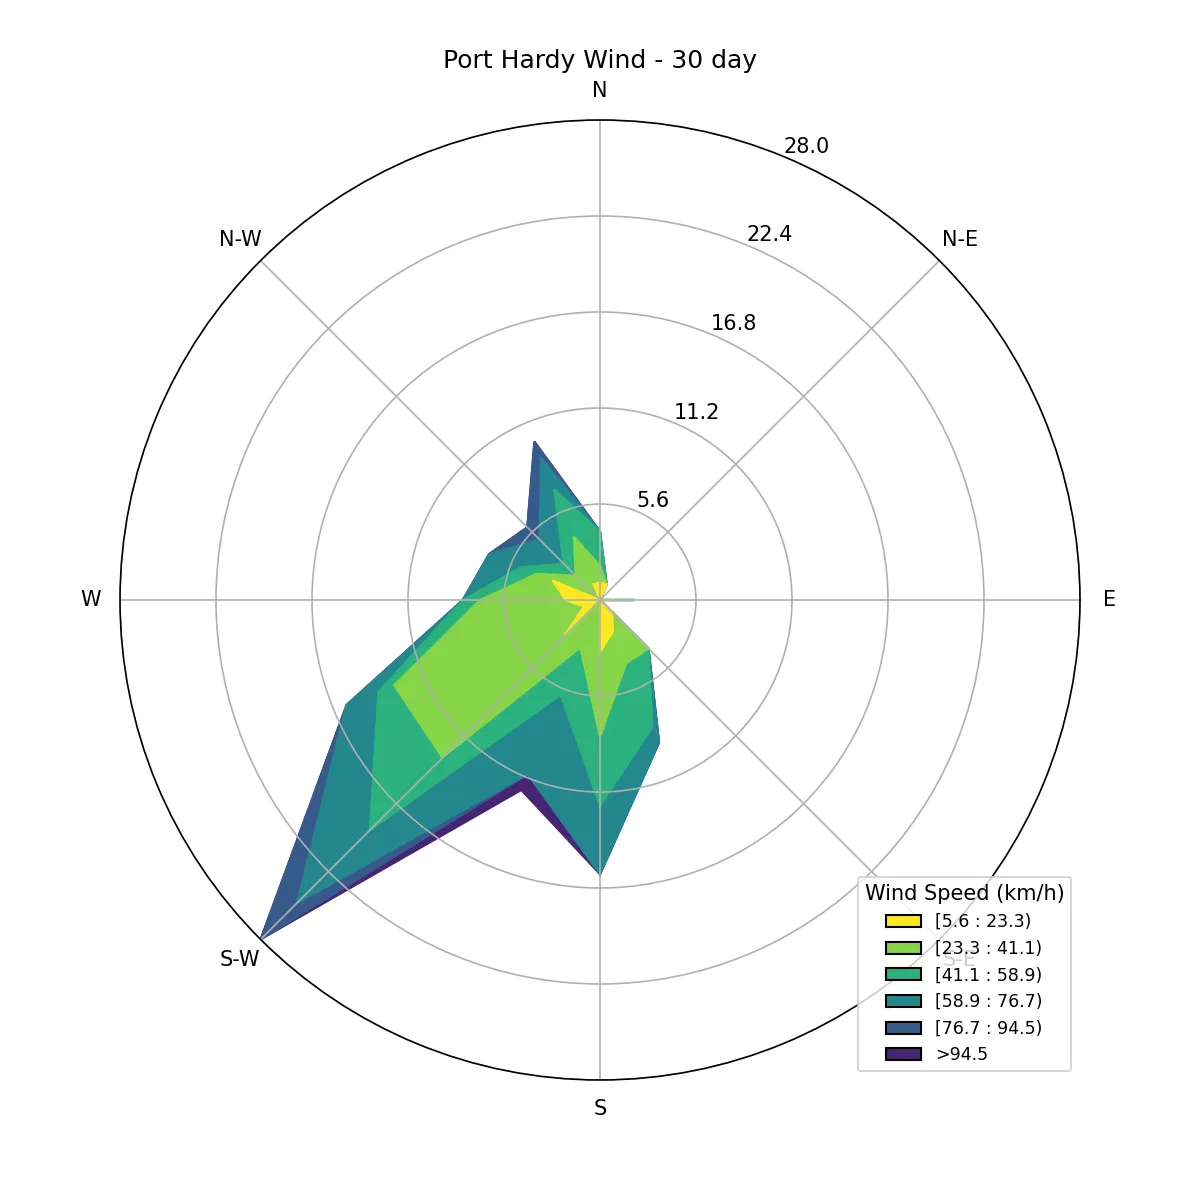 Port Hardy Wind - 30 day
N
28.0
22.4
N-W
N-E
16.8
11.2
5.6
W
E
S-W
S-E
Wind Speed (km/h)
[5.6 : 23.3)
[23.3 : 41.1)
[41.1 : 58.9)
[58.9 : 76.7)
[76.7 : 94.5)
>94.5
S